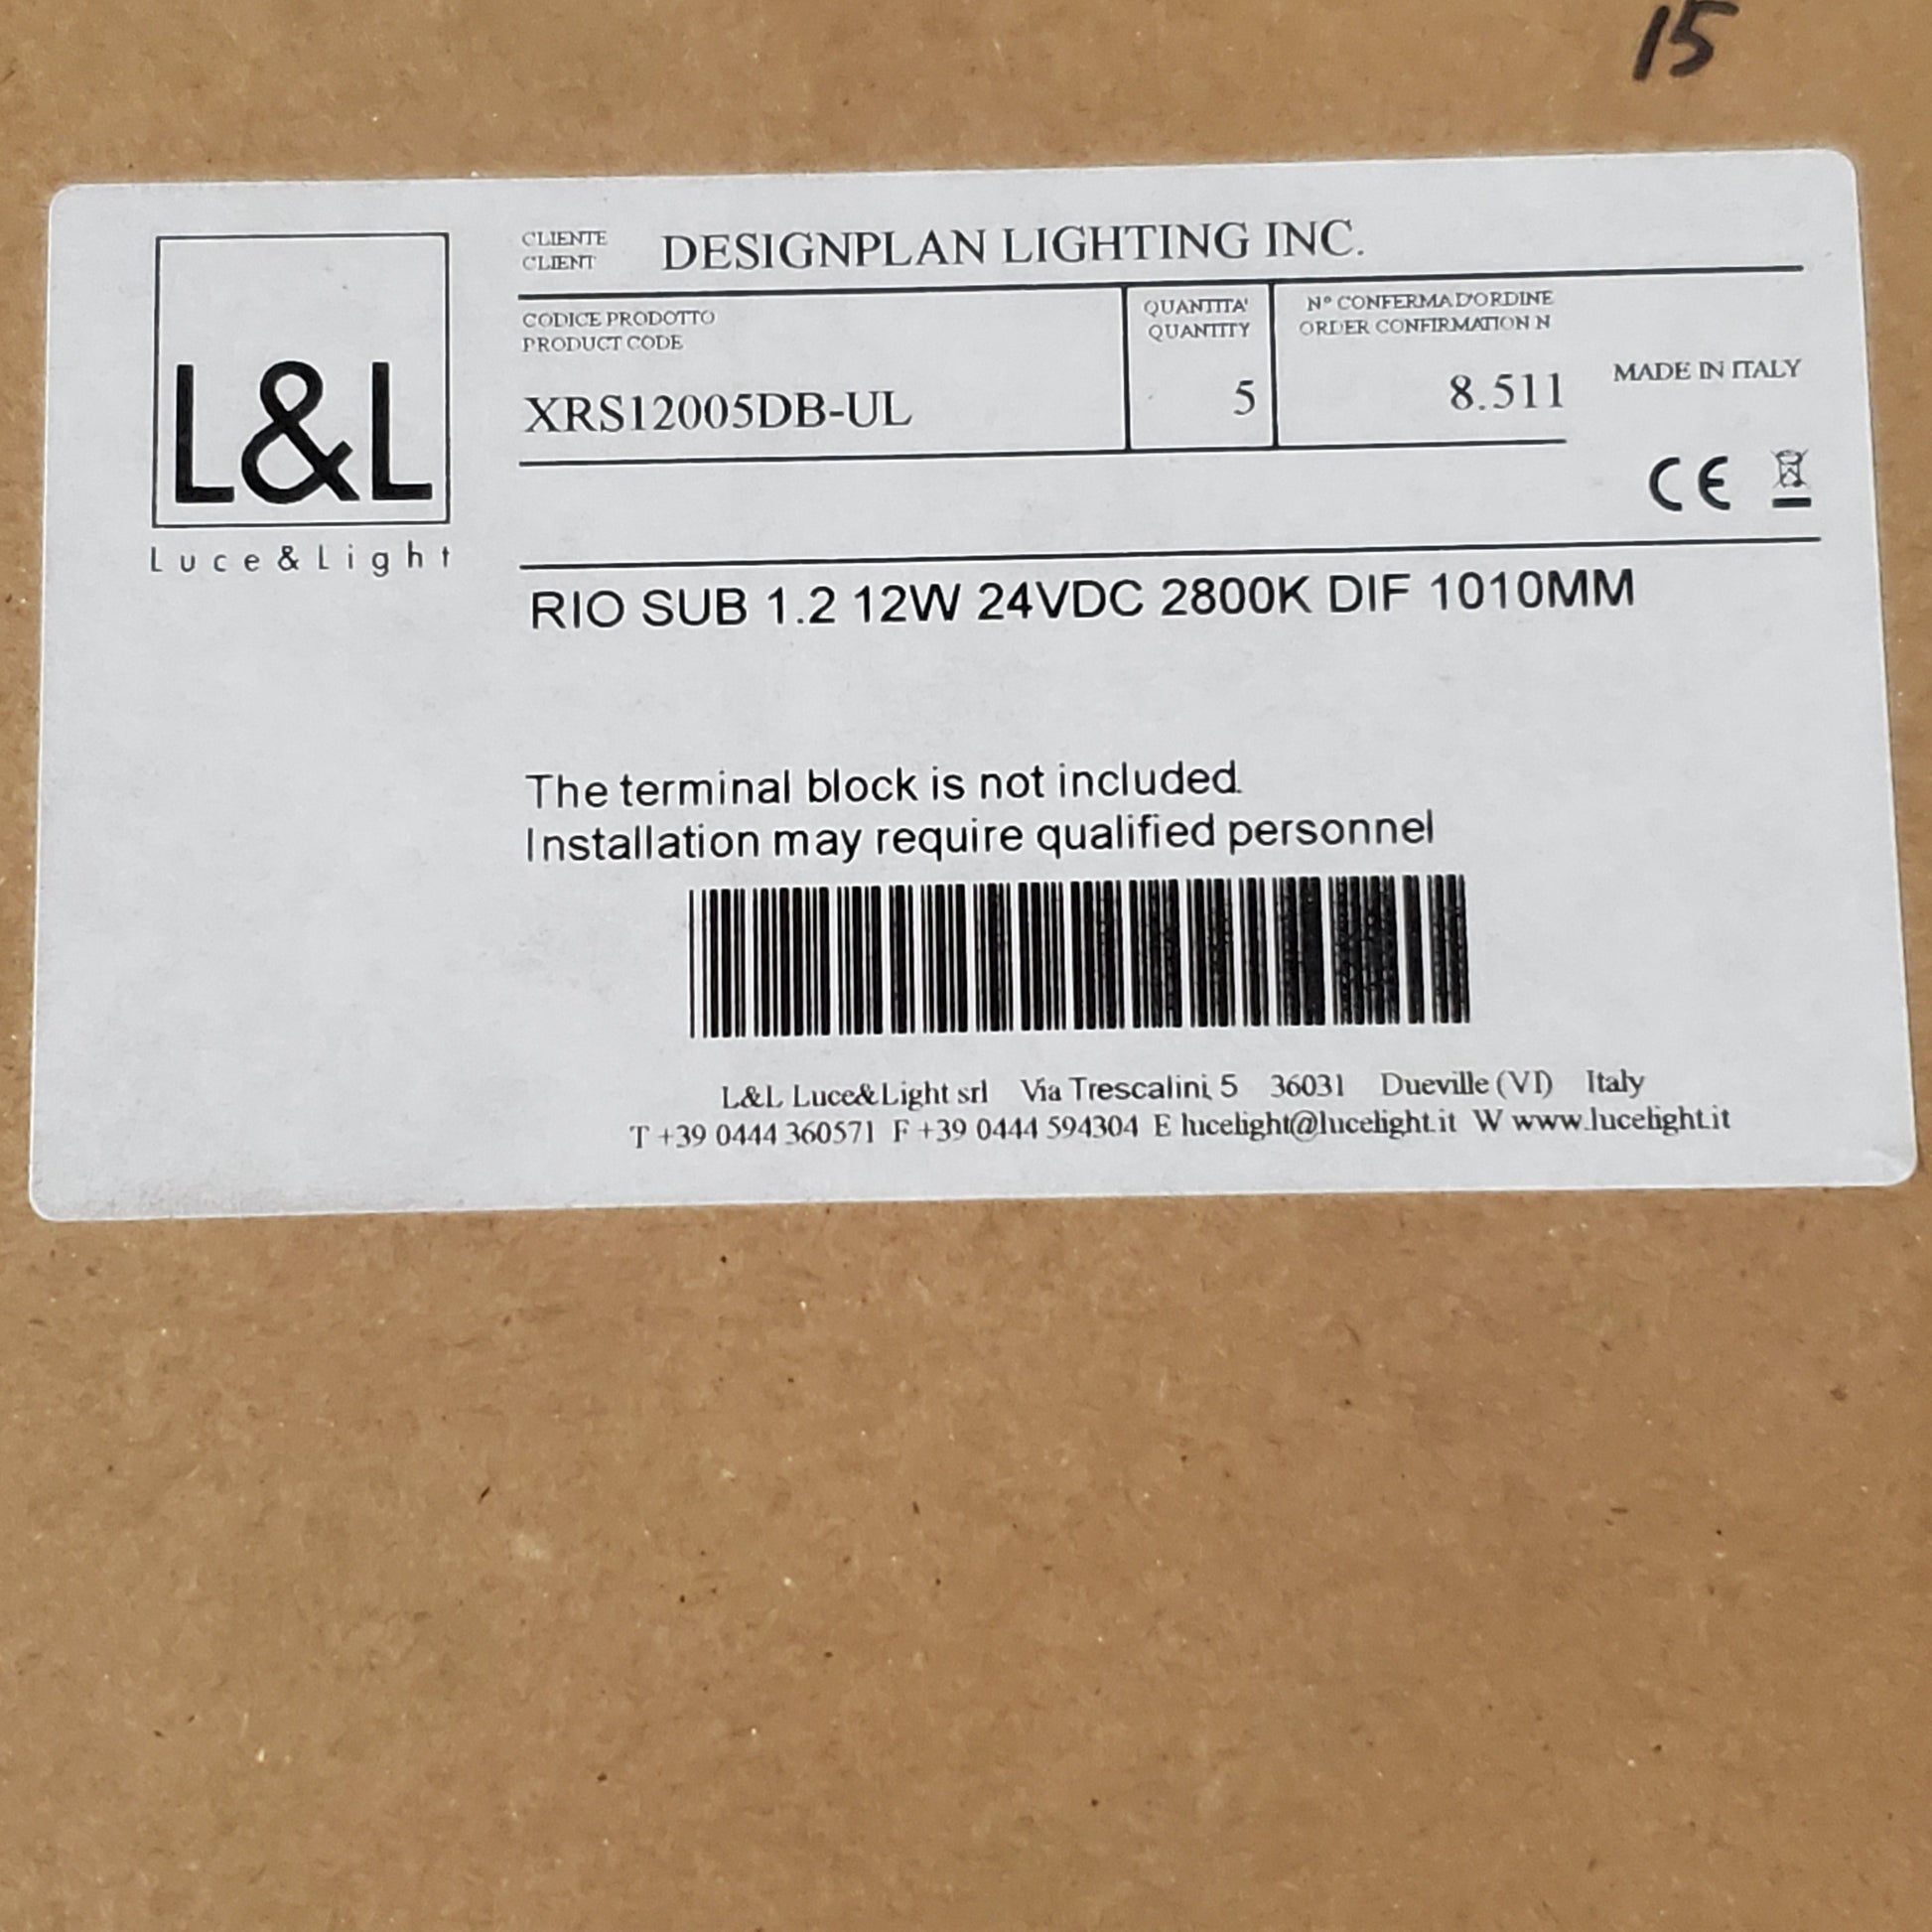 15
L&L
Luce&Light
CLIENTE
CLIENT
DESIGNPLAN LIGHTING INC.
CODICE PRODOTTO
PRODUCT CODE
XRS12005DB-UL
QUANTITA'
QUANTITY
5
N° CONFERMA D'ORDINE
ORDER CONFIRMATION N
8.511
MADE IN ITALY
CE
RIO SUB 1.2 12W 24VDC 2800K DIF 1010MM
The terminal block is not included.
Installation may require qualified personnel
L&L Luce&Light srl Via Trescalini, 5 36031 Dueville (VI) Italy
T +39 0444 360571 F +39 0444 594304 E lucelight@lucelight.it W www.lucelight.it